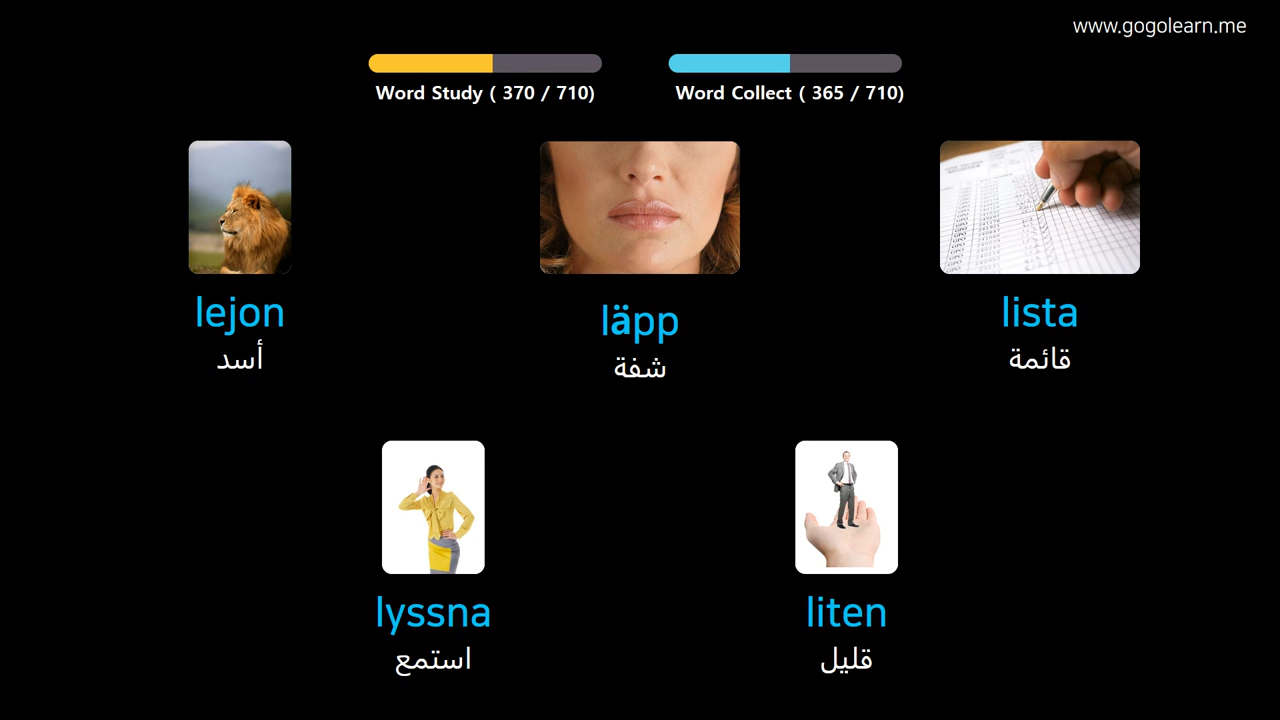 www.gogolearn.me
Word Study ( 370 / 710)
Word Collect ( 365 / 710)
lejon
أسد
läpp
شفة
lista
قائمة
lyssna
استمع
liten
قليل